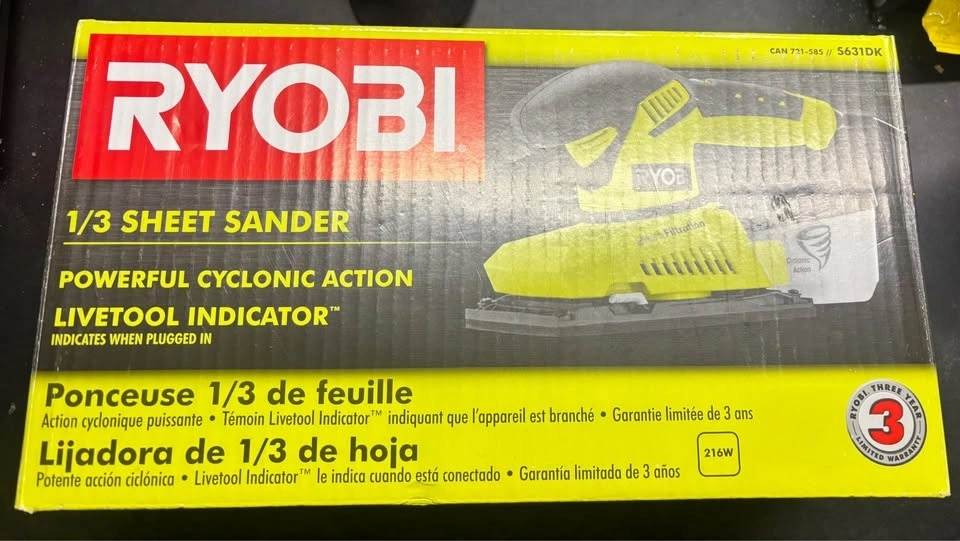 CAN 721-585 // S631DK
RYOBI
RYOBI
1/3 SHEET SANDER
Filtration
Cyclonic
Action
POWERFUL CYCLONIC ACTION
LIVETOOL INDICATOR™
INDICATES WHEN PLUGGED IN
Ponceuse 1/3 de feuille
Action cyclonique puissante • Témoin Livetool Indicator™ indiquant que l'appareil est branché • Garantie limitée de 3 ans
Lijadora de 1/3 de hoja
Potente acción ciclónica • Livetool Indicator™ le indica cuando está conectado • Garantía limitada de 3 años
216W
RYOBI THREE YEAR
3
LIMITED WARRANTY